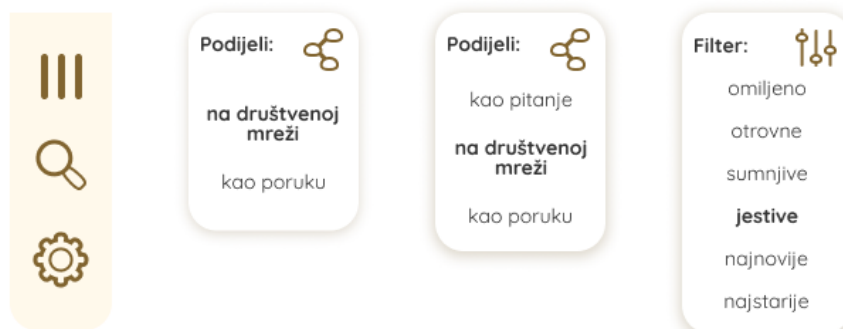 Podijeli:
na društvenoj
mreži
kao poruku
Podijeli:
kao pitanje
na društvenoj
mreži
kao poruku
Filter:
omiljeno
otrovne
sumnjive
jestive
najnovije
najstarije